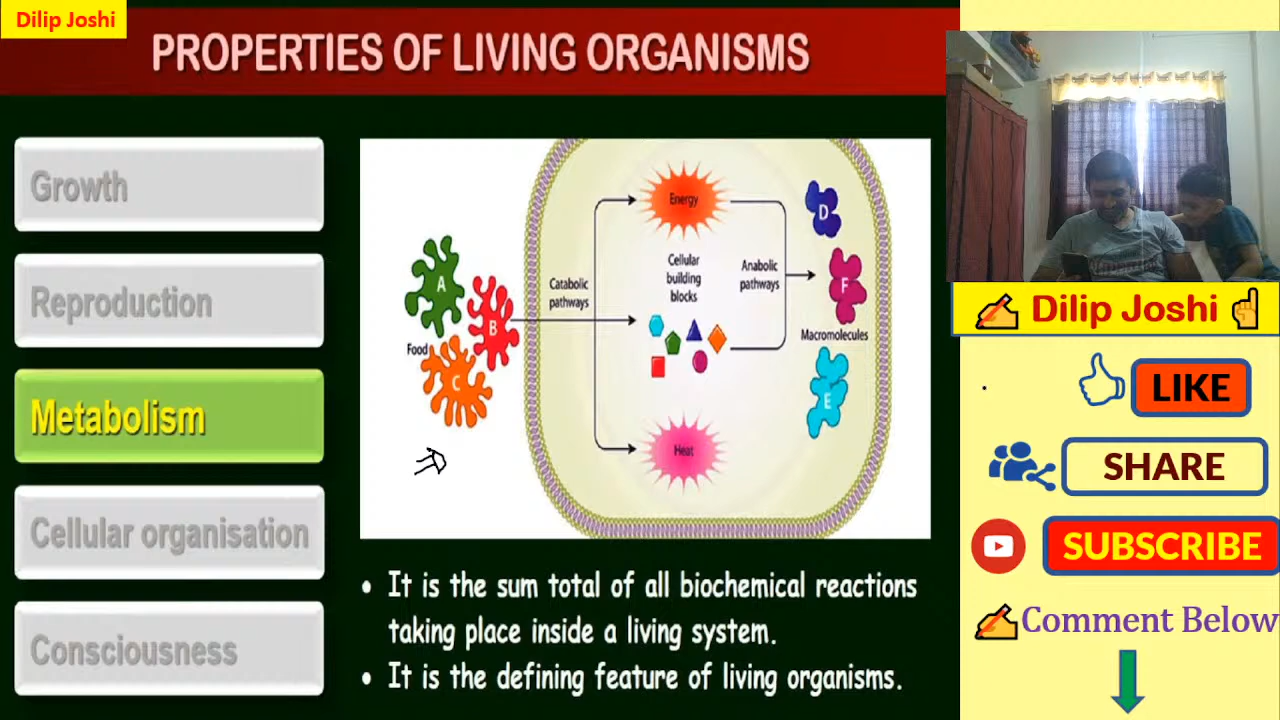 Dilip Joshi
PROPERTIES OF LIVING ORGANISMS
Growth
Reproduction
Metabolism
Cellular organisation
Consciousness
A
B
C
Food
Catabolic
pathways
Energy
Cellular
building
blocks
Heat
Anabolic
pathways
D
F
Macromolecules
E
• It is the sum total of all biochemical reactions
taking place inside a living system.
• It is the defining feature of living organisms.
Dilip Joshi
LIKE
SHARE
SUBSCRIBE
Comment Below